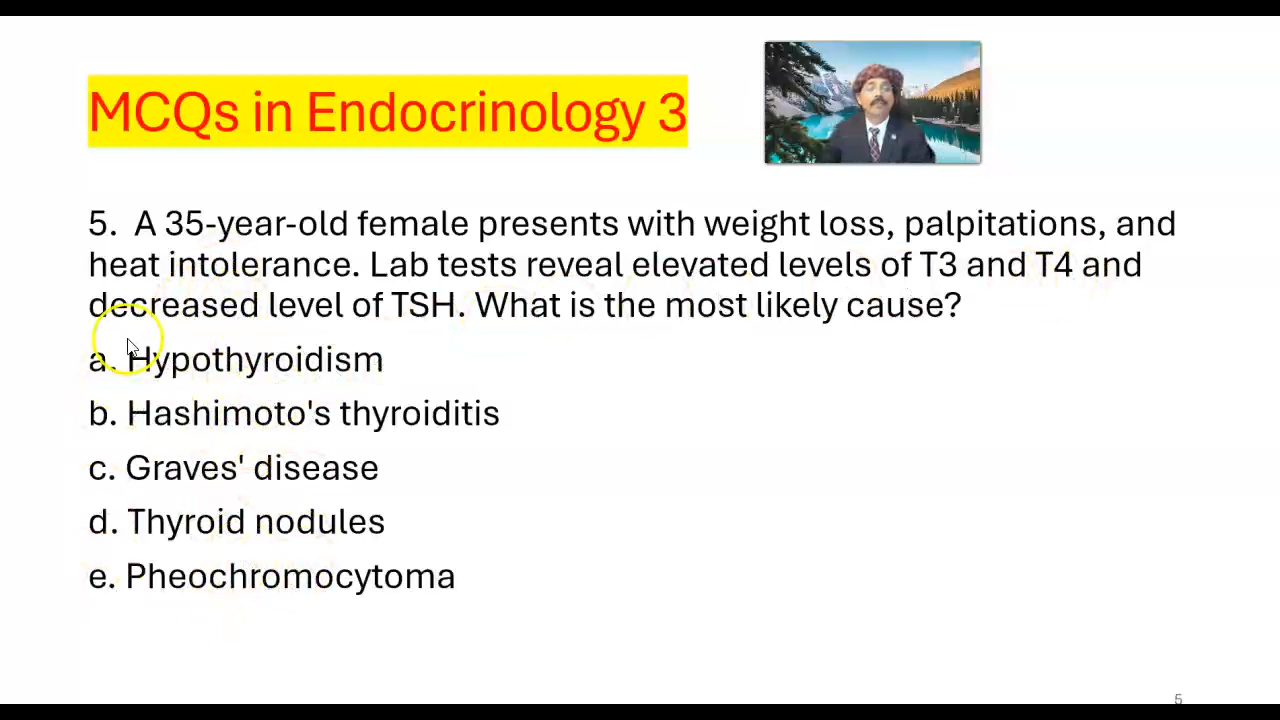 MCQs in Endocrinology 3
5. A 35-year-old female presents with weight loss, palpitations, and
heat intolerance. Lab tests reveal elevated levels of T3 and T4 and
decreased level of TSH. What is the most likely cause?
a. Hypothyroidism
b. Hashimoto's thyroiditis
c. Graves' disease
d. Thyroid nodules
e. Pheochromocytoma
5